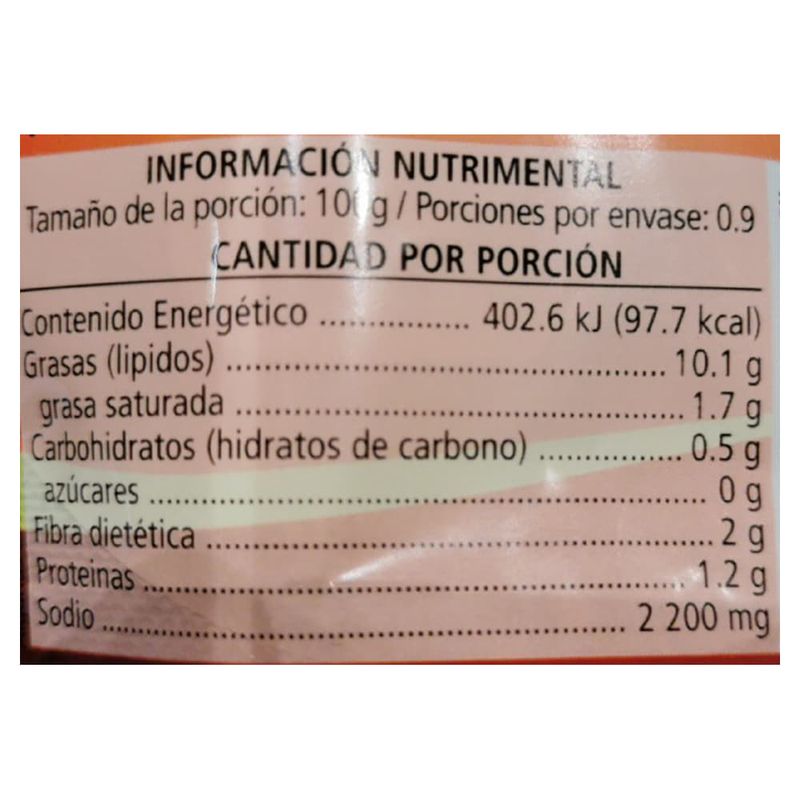 INFORMACIÓN NUTRIMENTAL
Tamaño de la porción: 100 g / Porciones por envase: 0.9
CANTIDAD POR PORCIÓN
Contenido Energético ............... 402.6 kJ (97.7 kcal)
Grasas (lipidos) ............... 10.1 g
grasa saturada ............... 1.7 g
Carbohidratos (hidratos de carbono) ............... 0.5 g
azúcares ............... 0 g
Fibra dietética ............... 2 g
Proteinas ............... 1.2 g
Sodio ............... 2 200 mg